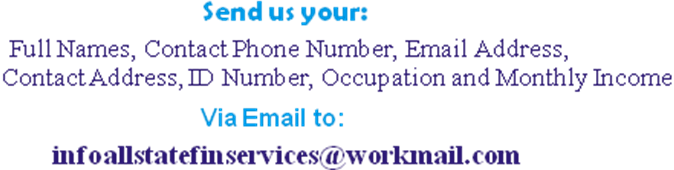 Send us your:
Full Names, Contact Phone Number, Email Address,
Contact Address, ID Number, Occupation and Monthly Income
Via Email to:
infoallstatefinservices@workmail.com